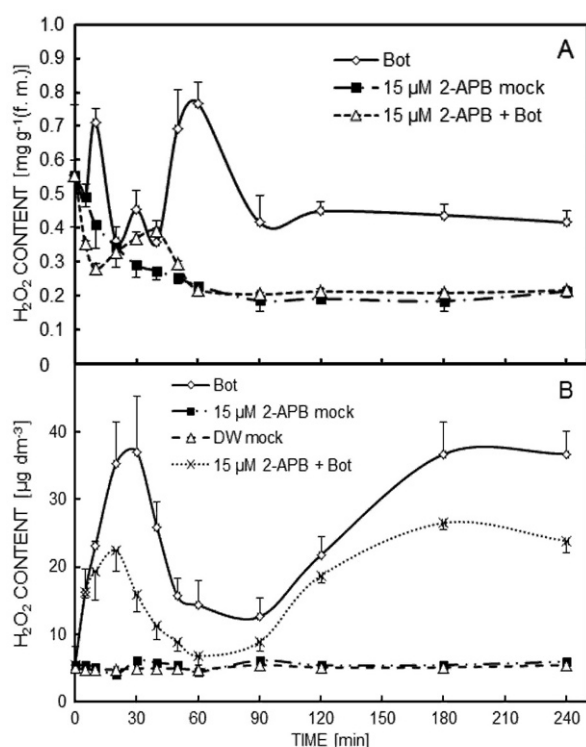 A
Bot
15 µM 2-APB mock
15 µM 2-APB + Bot
H₂O₂ CONTENT [mg g⁻¹(f. m.)]
1.0
0.9
0.8
0.7
0.6
0.5
0.4
0.3
0.2
0.1
0
B
Bot
15 µM 2-APB mock
DW mock
15 µM 2-APB + Bot
H₂O₂ CONTENT [µg dm⁻³]
50
40
30
20
10
0
0 30 60 90 120 150 180 210 240
TIME [min]